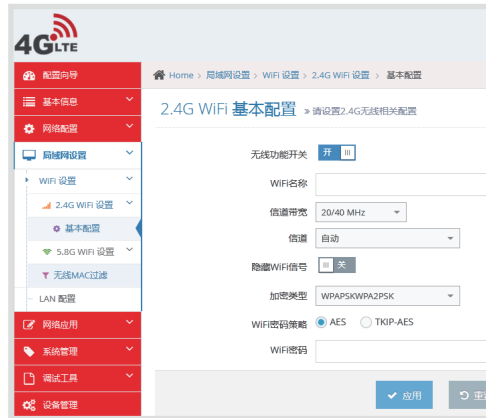 4G LTE
配置向导
Home > 局域网设置 > WiFi 设置 > 2.4G WiFi 设置 > 基本配置
基本信息
2.4G WiFi 基本配置 » 请设置2.4G无线相关配置
网络配置
局域网设置
无线功能开关 开
WiFi 设置
WiFi名称
2.4G WiFi 设置
信道带宽 20/40 MHz
基本配置
信道 自动
5.8G WiFi 设置
隐藏WiFi信号 关
无线MAC过滤
加密类型 WPAPSKWPA2PSK
LAN 配置
WiFi密码策略 AES TKIP-AES
网络应用
WiFi密码
系统管理
调试工具
应用
设备管理